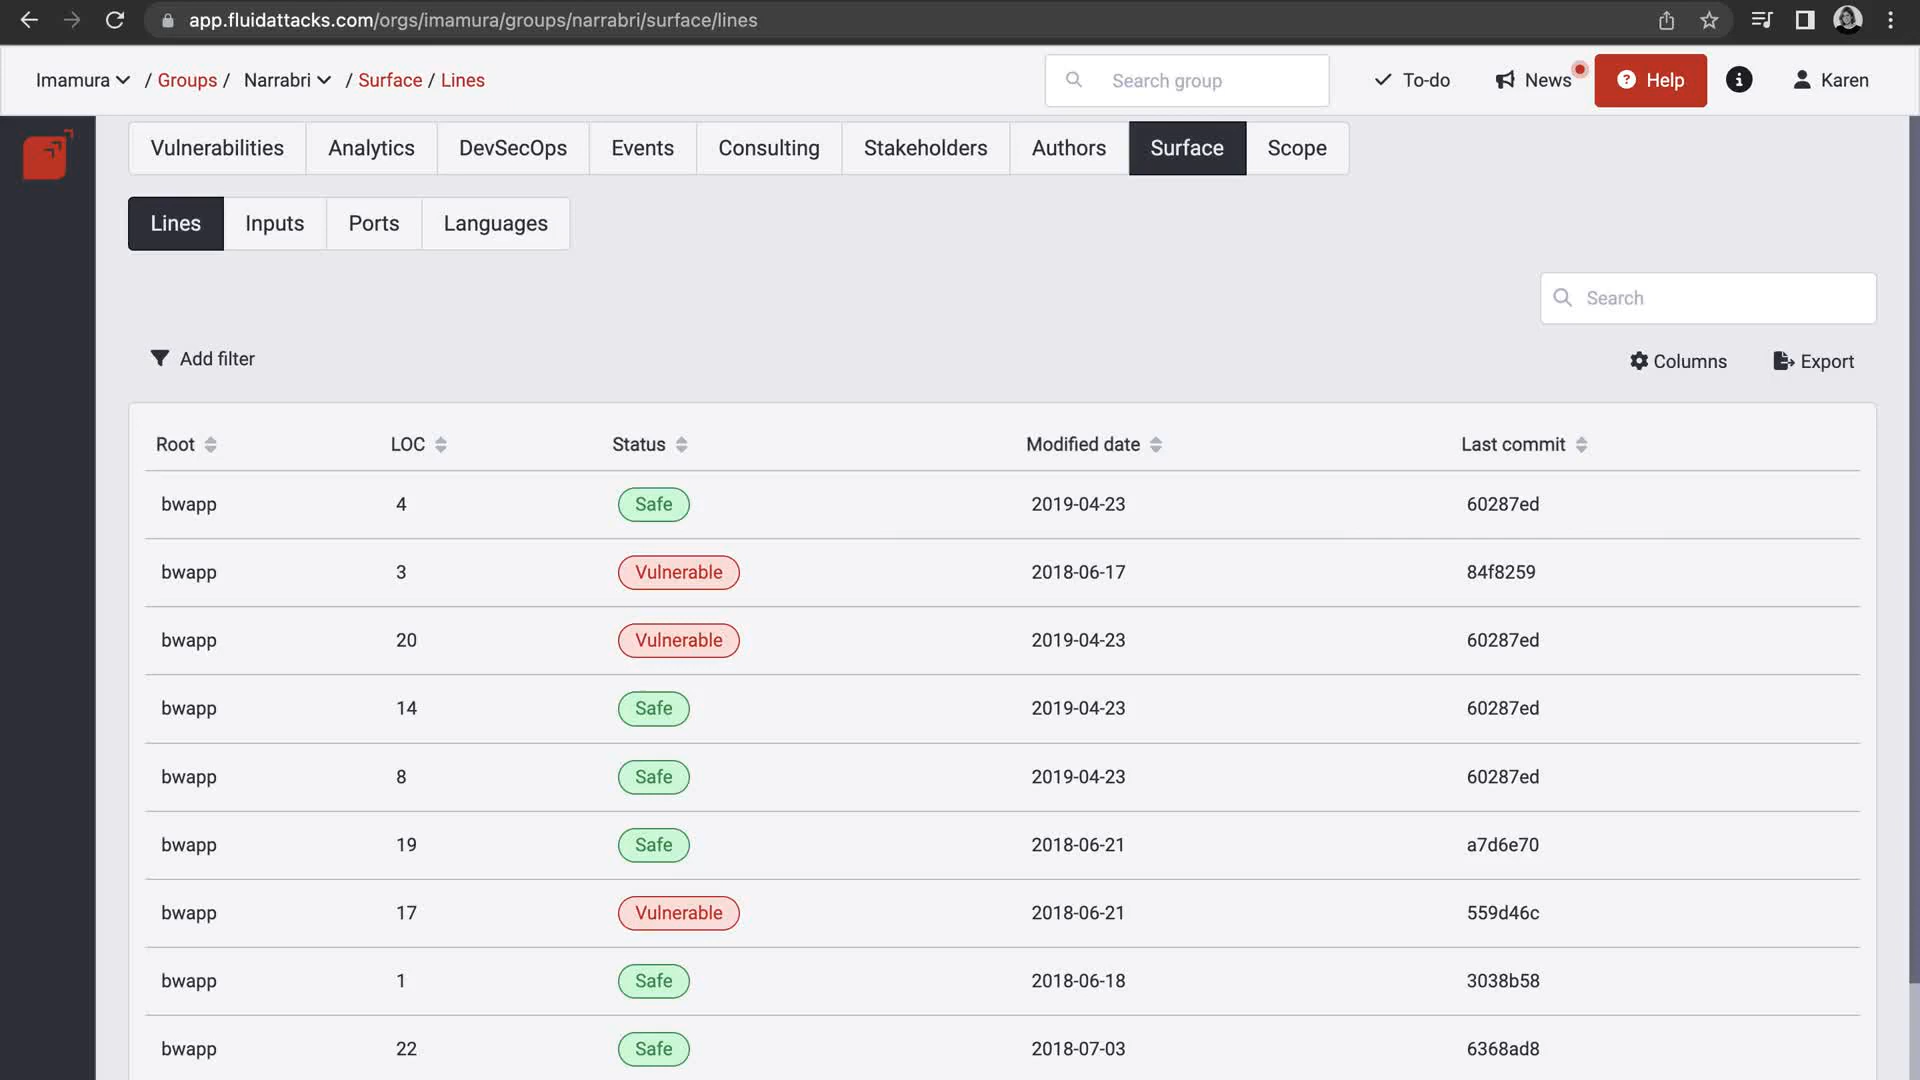 app.fluidattacks.com/orgs/imamura/groups/narrabri/surface/lines
Imamura / Groups / Narrabri / Surface / Lines
Search group
To-do
News
Help
Karen
Vulnerabilities Analytics DevSecOps Events Consulting Stakeholders Authors Surface Scope
Lines Inputs Ports Languages
Search
Add filter
Columns
Export
Root LOC Status Modified date Last commit
bwapp 4 Safe 2019-04-23 60287ed
bwapp 3 Vulnerable 2018-06-17 84f8259
bwapp 20 Vulnerable 2019-04-23 60287ed
bwapp 14 Safe 2019-04-23 60287ed
bwapp 8 Safe 2019-04-23 60287ed
bwapp 19 Safe 2018-06-21 a7d6e70
bwapp 17 Vulnerable 2018-06-21 559d46c
bwapp 1 Safe 2018-06-18 3038b58
bwapp 22 Safe 2018-07-03 6368ad8